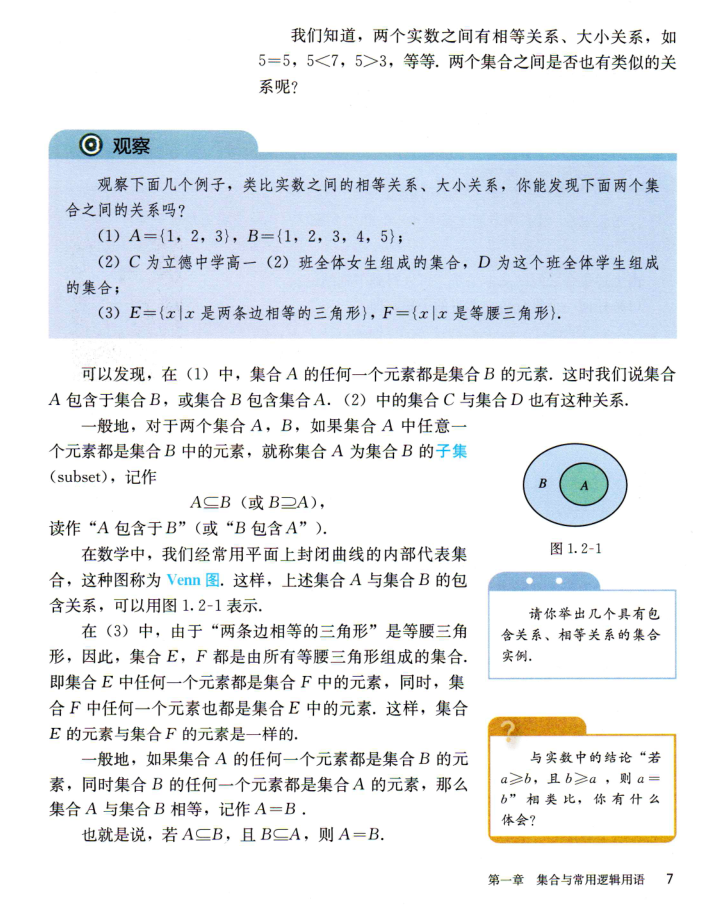 我们知道，两个实数之间有相等关系、大小关系，如
5=5，5<7，5>3，等等. 两个集合之间是否也有类似的关
系呢？
观察
观察下面几个例子，类比实数之间的相等关系、大小关系，你能发现下面两个集
合之间的关系吗？
（1）A={1，2，3}，B={1，2，3，4，5}；
（2）C 为立德中学高一（2）班全体女生组成的集合，D 为这个班全体学生组成
的集合；
（3）E={x|x 是两条边相等的三角形}，F={x|x 是等腰三角形}.
可以发现，在（1）中，集合 A 的任何一个元素都是集合 B 的元素. 这时我们说集合
A 包含于集合 B，或集合 B 包含集合 A.（2）中的集合 C 与集合 D 也有这种关系.
一般地，对于两个集合 A，B，如果集合 A 中任意一
个元素都是集合 B 中的元素，就称集合 A 为集合 B 的子集
（subset），记作
A⊆B（或 B⊇A），
读作“A 包含于 B”（或“B 包含 A”）.
在数学中，我们经常用平面上封闭曲线的内部代表集
合，这种图称为 Venn 图. 这样，上述集合 A 与集合 B 的包
含关系，可以用图 1.2-1 表示.
在（3）中，由于“两条边相等的三角形”是等腰三角
形，因此，集合 E，F 都是由所有等腰三角形组成的集合.
即集合 E 中任何一个元素都是集合 F 中的元素，同时，集
合 F 中任何一个元素也都是集合 E 中的元素. 这样，集合
E 的元素与集合 F 的元素是一样的.
一般地，如果集合 A 的任何一个元素都是集合 B 的元
素，同时集合 B 的任何一个元素都是集合 A 的元素，那么
集合 A 与集合 B 相等，记作 A=B .
也就是说，若 A⊆B，且 B⊆A，则 A=B.
B A
图 1.2-1
请你举出几个具有包
含关系、相等关系的集合
实例.
?
与实数中的结论“若
a⩾b，且 b⩾a ，则 a=
b”相类比，你有什么
体会？
第一章 集合与常用逻辑用语 7